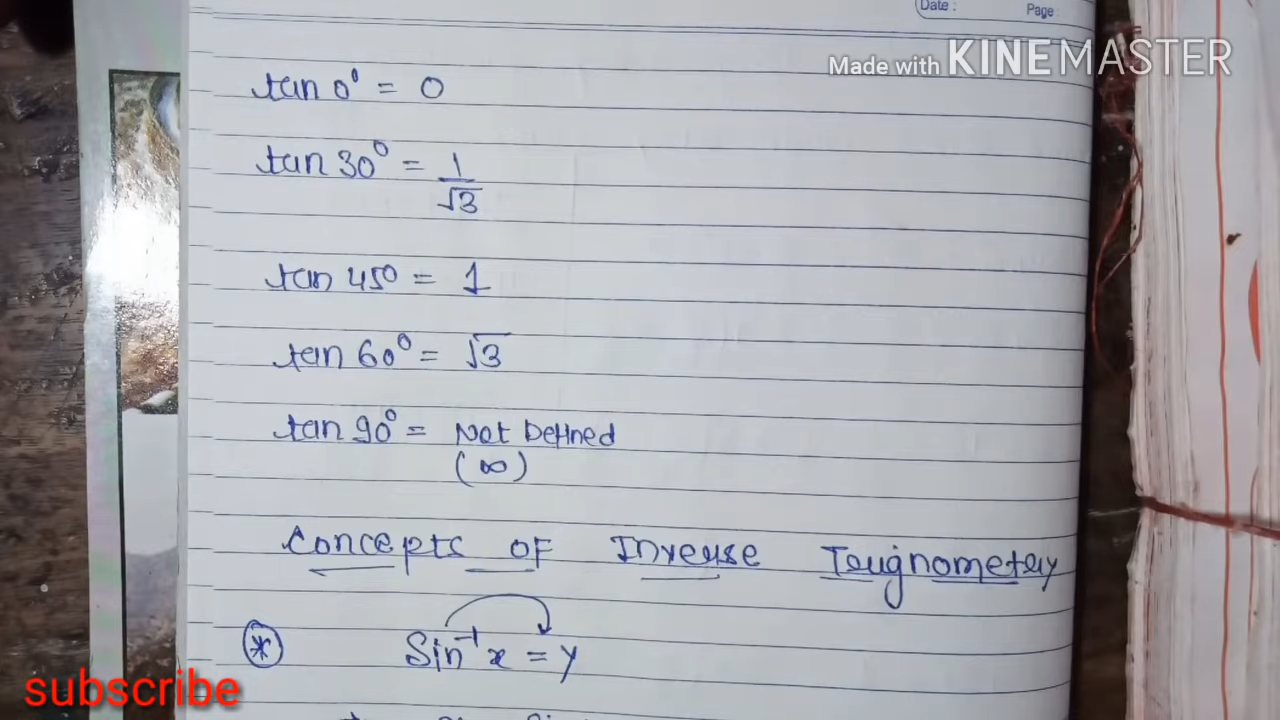 Date :
Page :
Made with KINEMASTER
tan 0° = 0
tan 30° = 1/√3
tan 45° = 1
tan 60° = √3
tan 90° = Not Defined
(∞)
Concepts OF Inverse Trignometry
* Sin⁻¹ x = y
subscribe